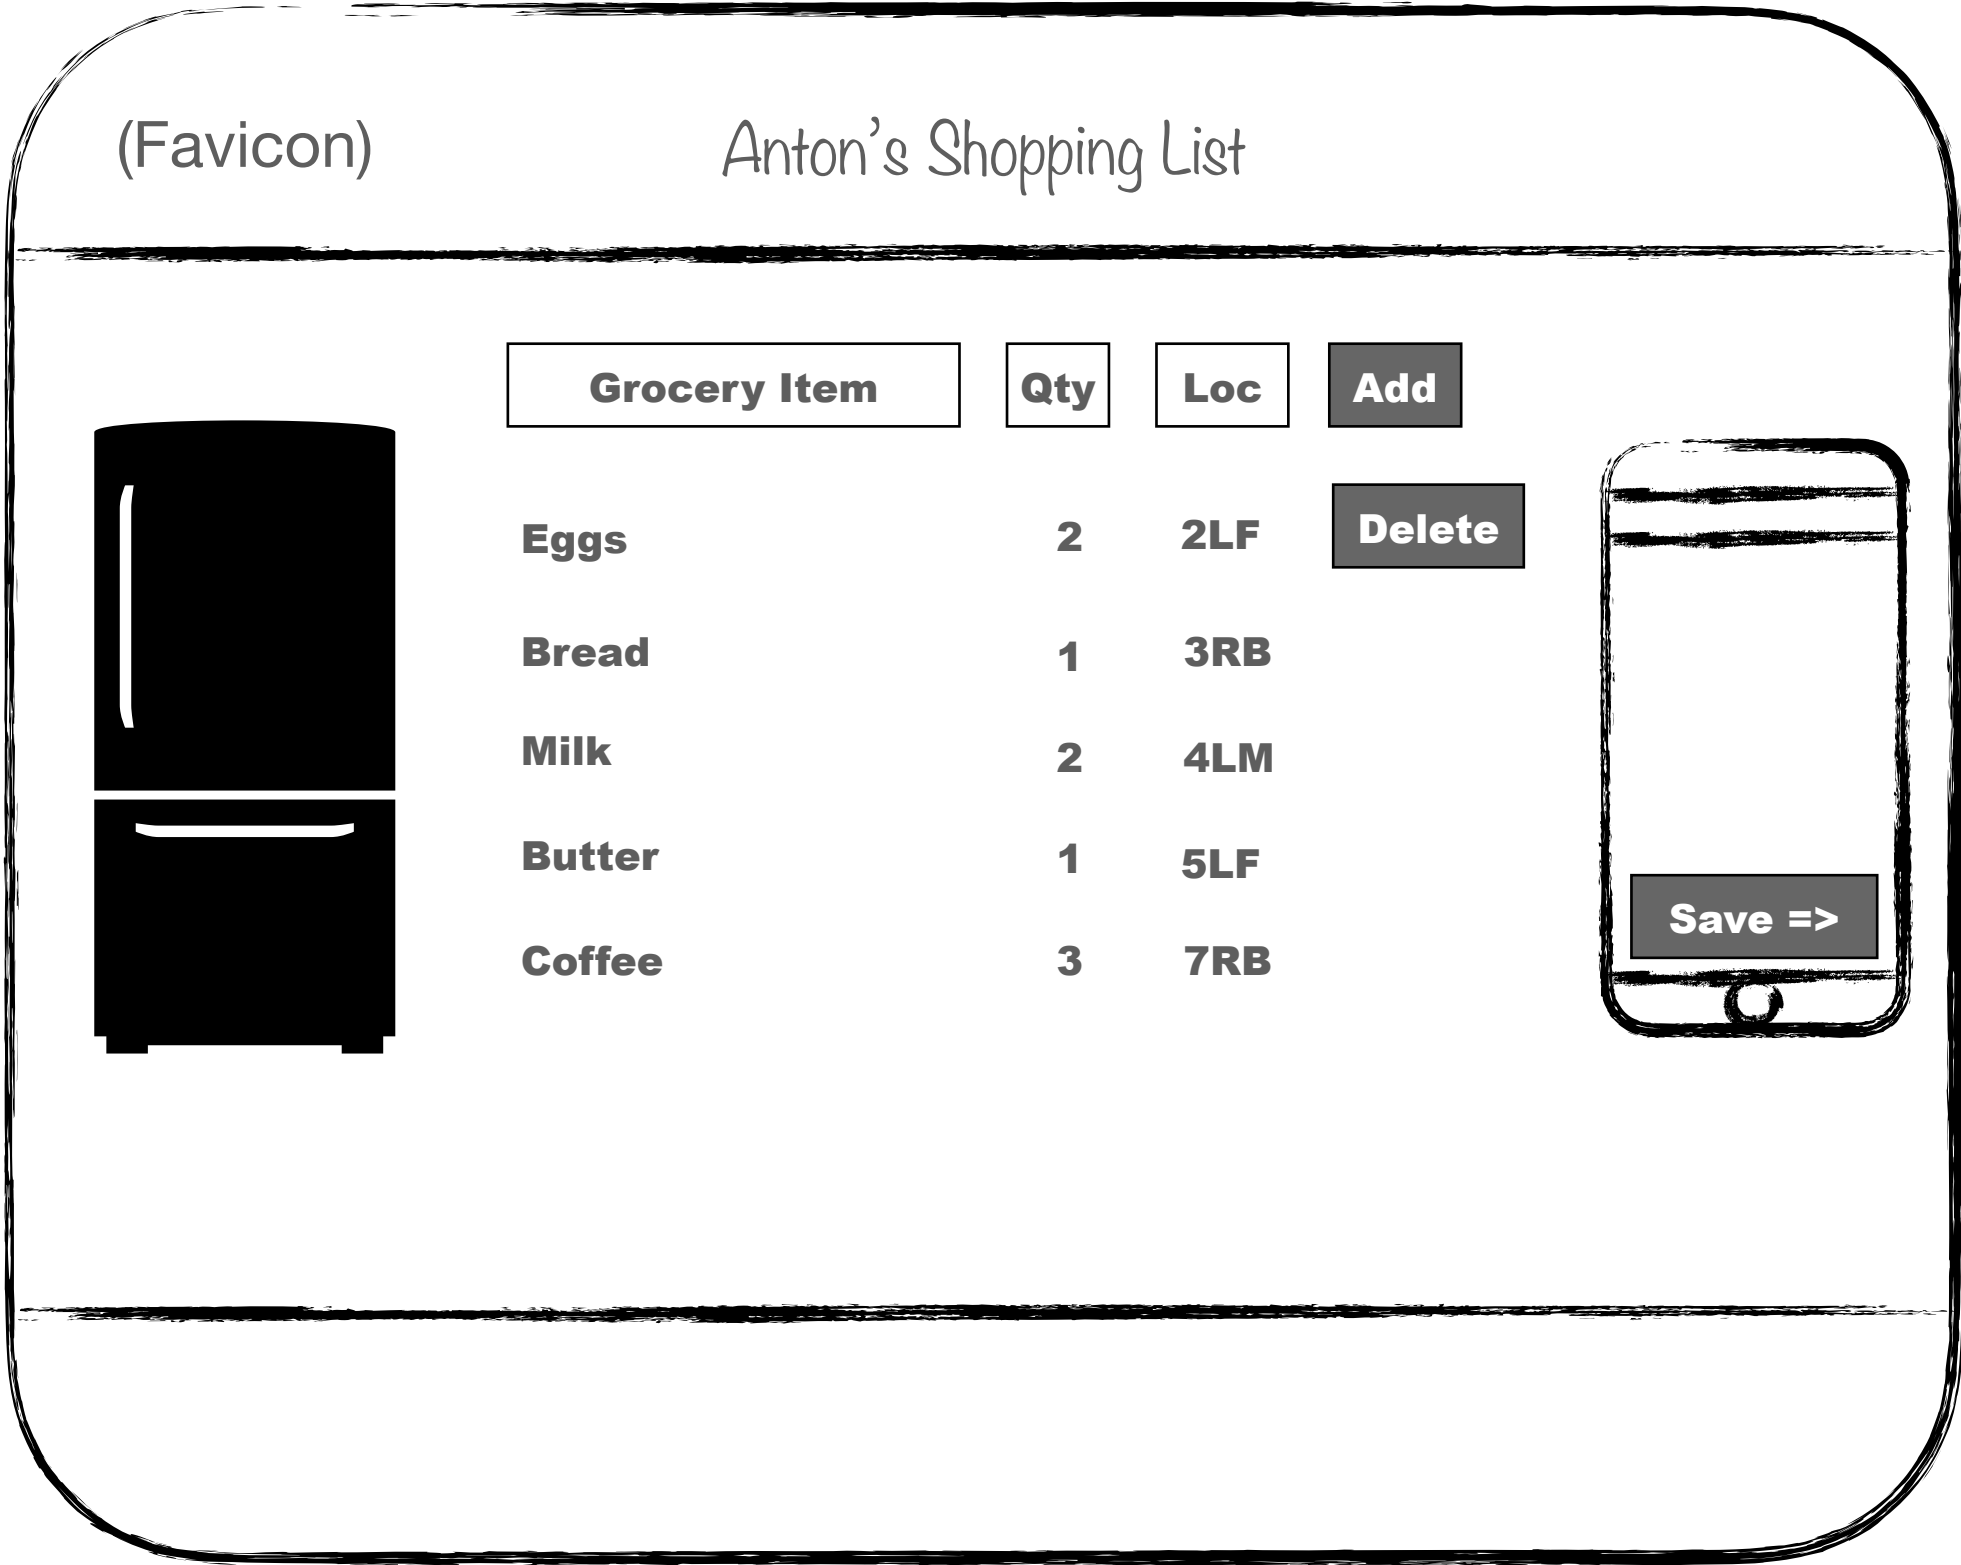 (Favicon) Anton's Shopping List
Grocery Item Qty Loc Add
Eggs 2 2LF Delete
Bread 1 3RB
Milk 2 4LM
Butter 1 5LF
Save =>
Coffee 3 7RB